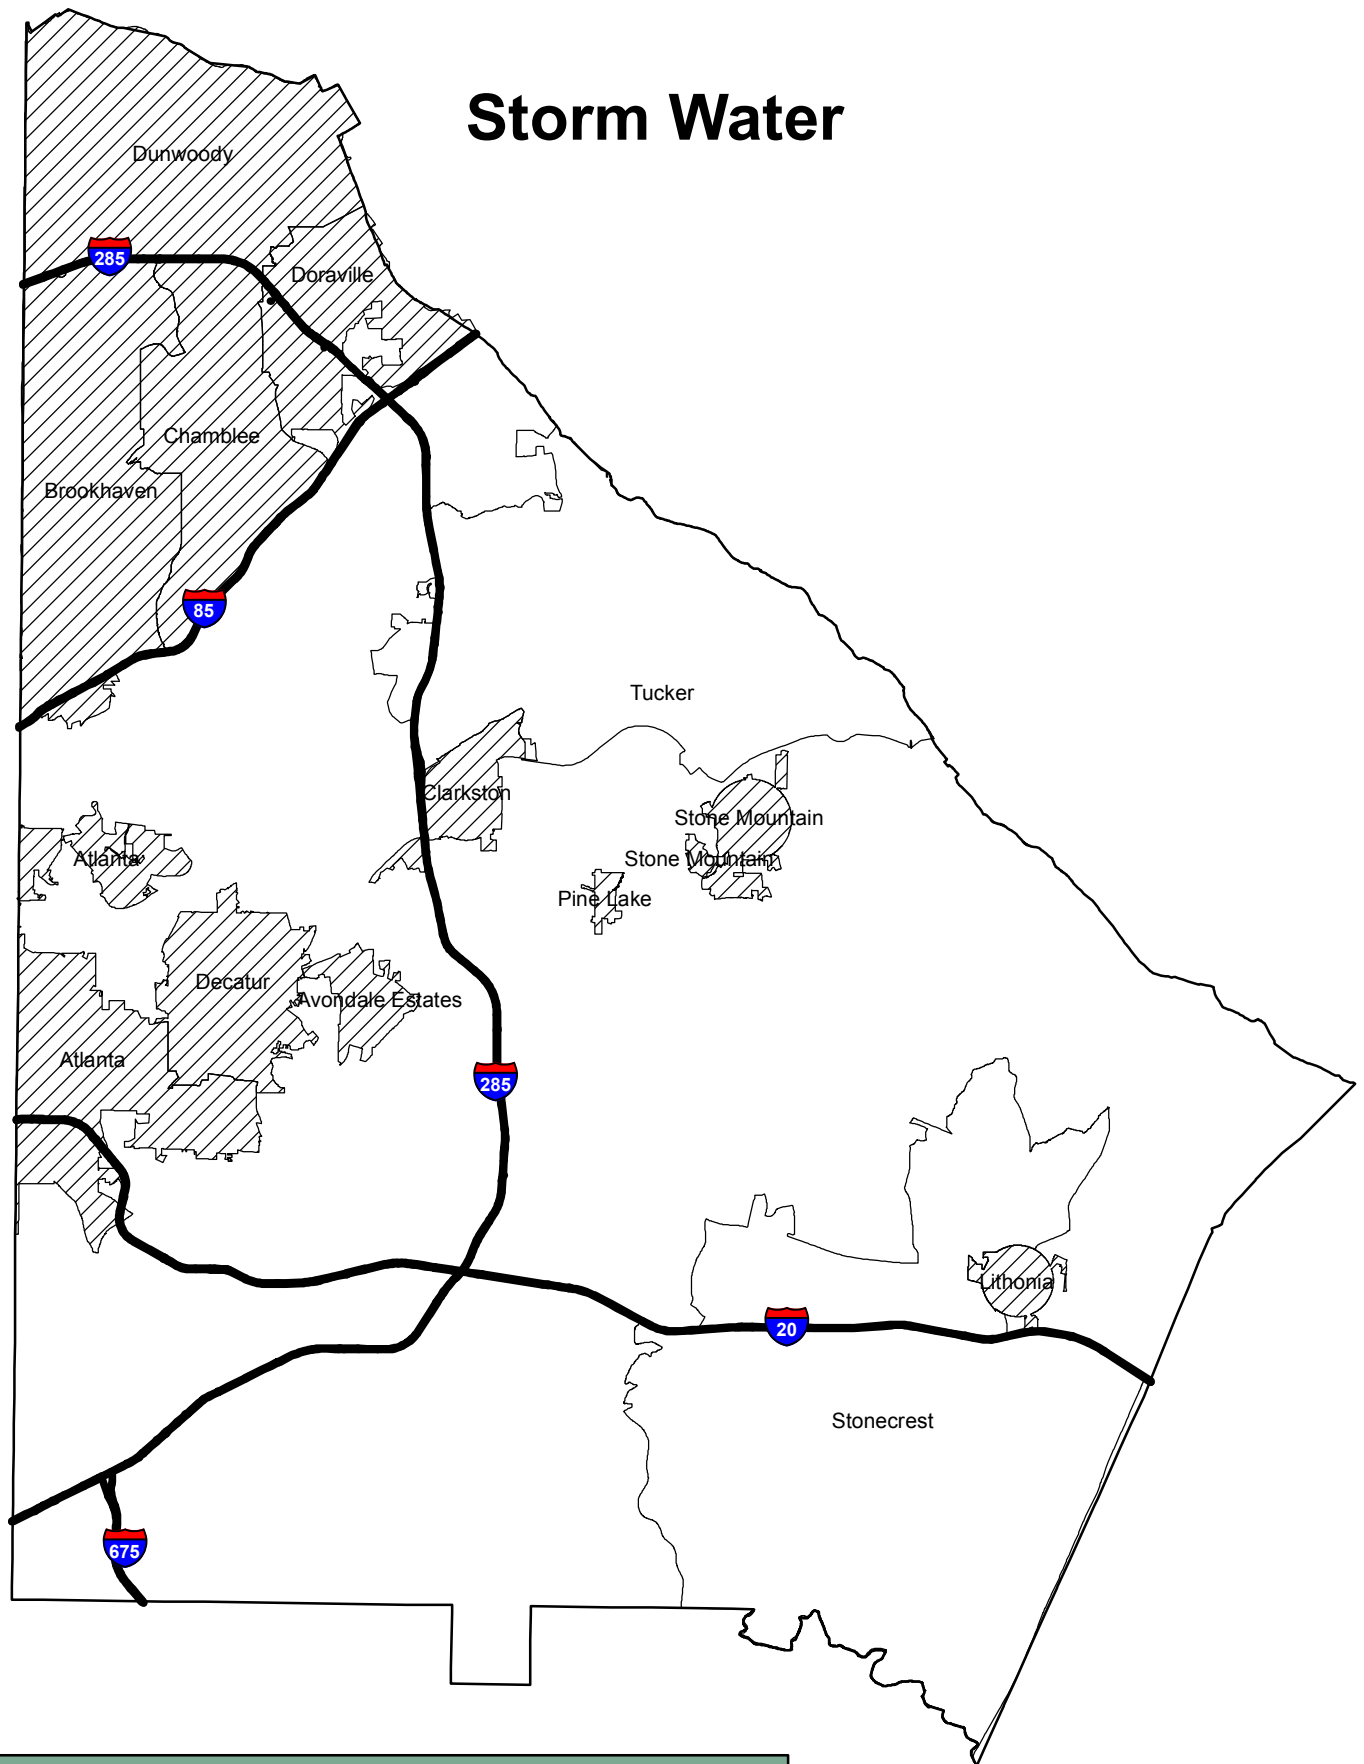 Storm Water
Dunwoody
285
Doraville
Chamblee
Brookhaven
85
Tucker
Clarkston
Stone Mountain
Atlanta
Stone Mountain
Pine Lake
Decatur
Avondale Estates
Atlanta
285
Lithonia
20
Stonecrest
675